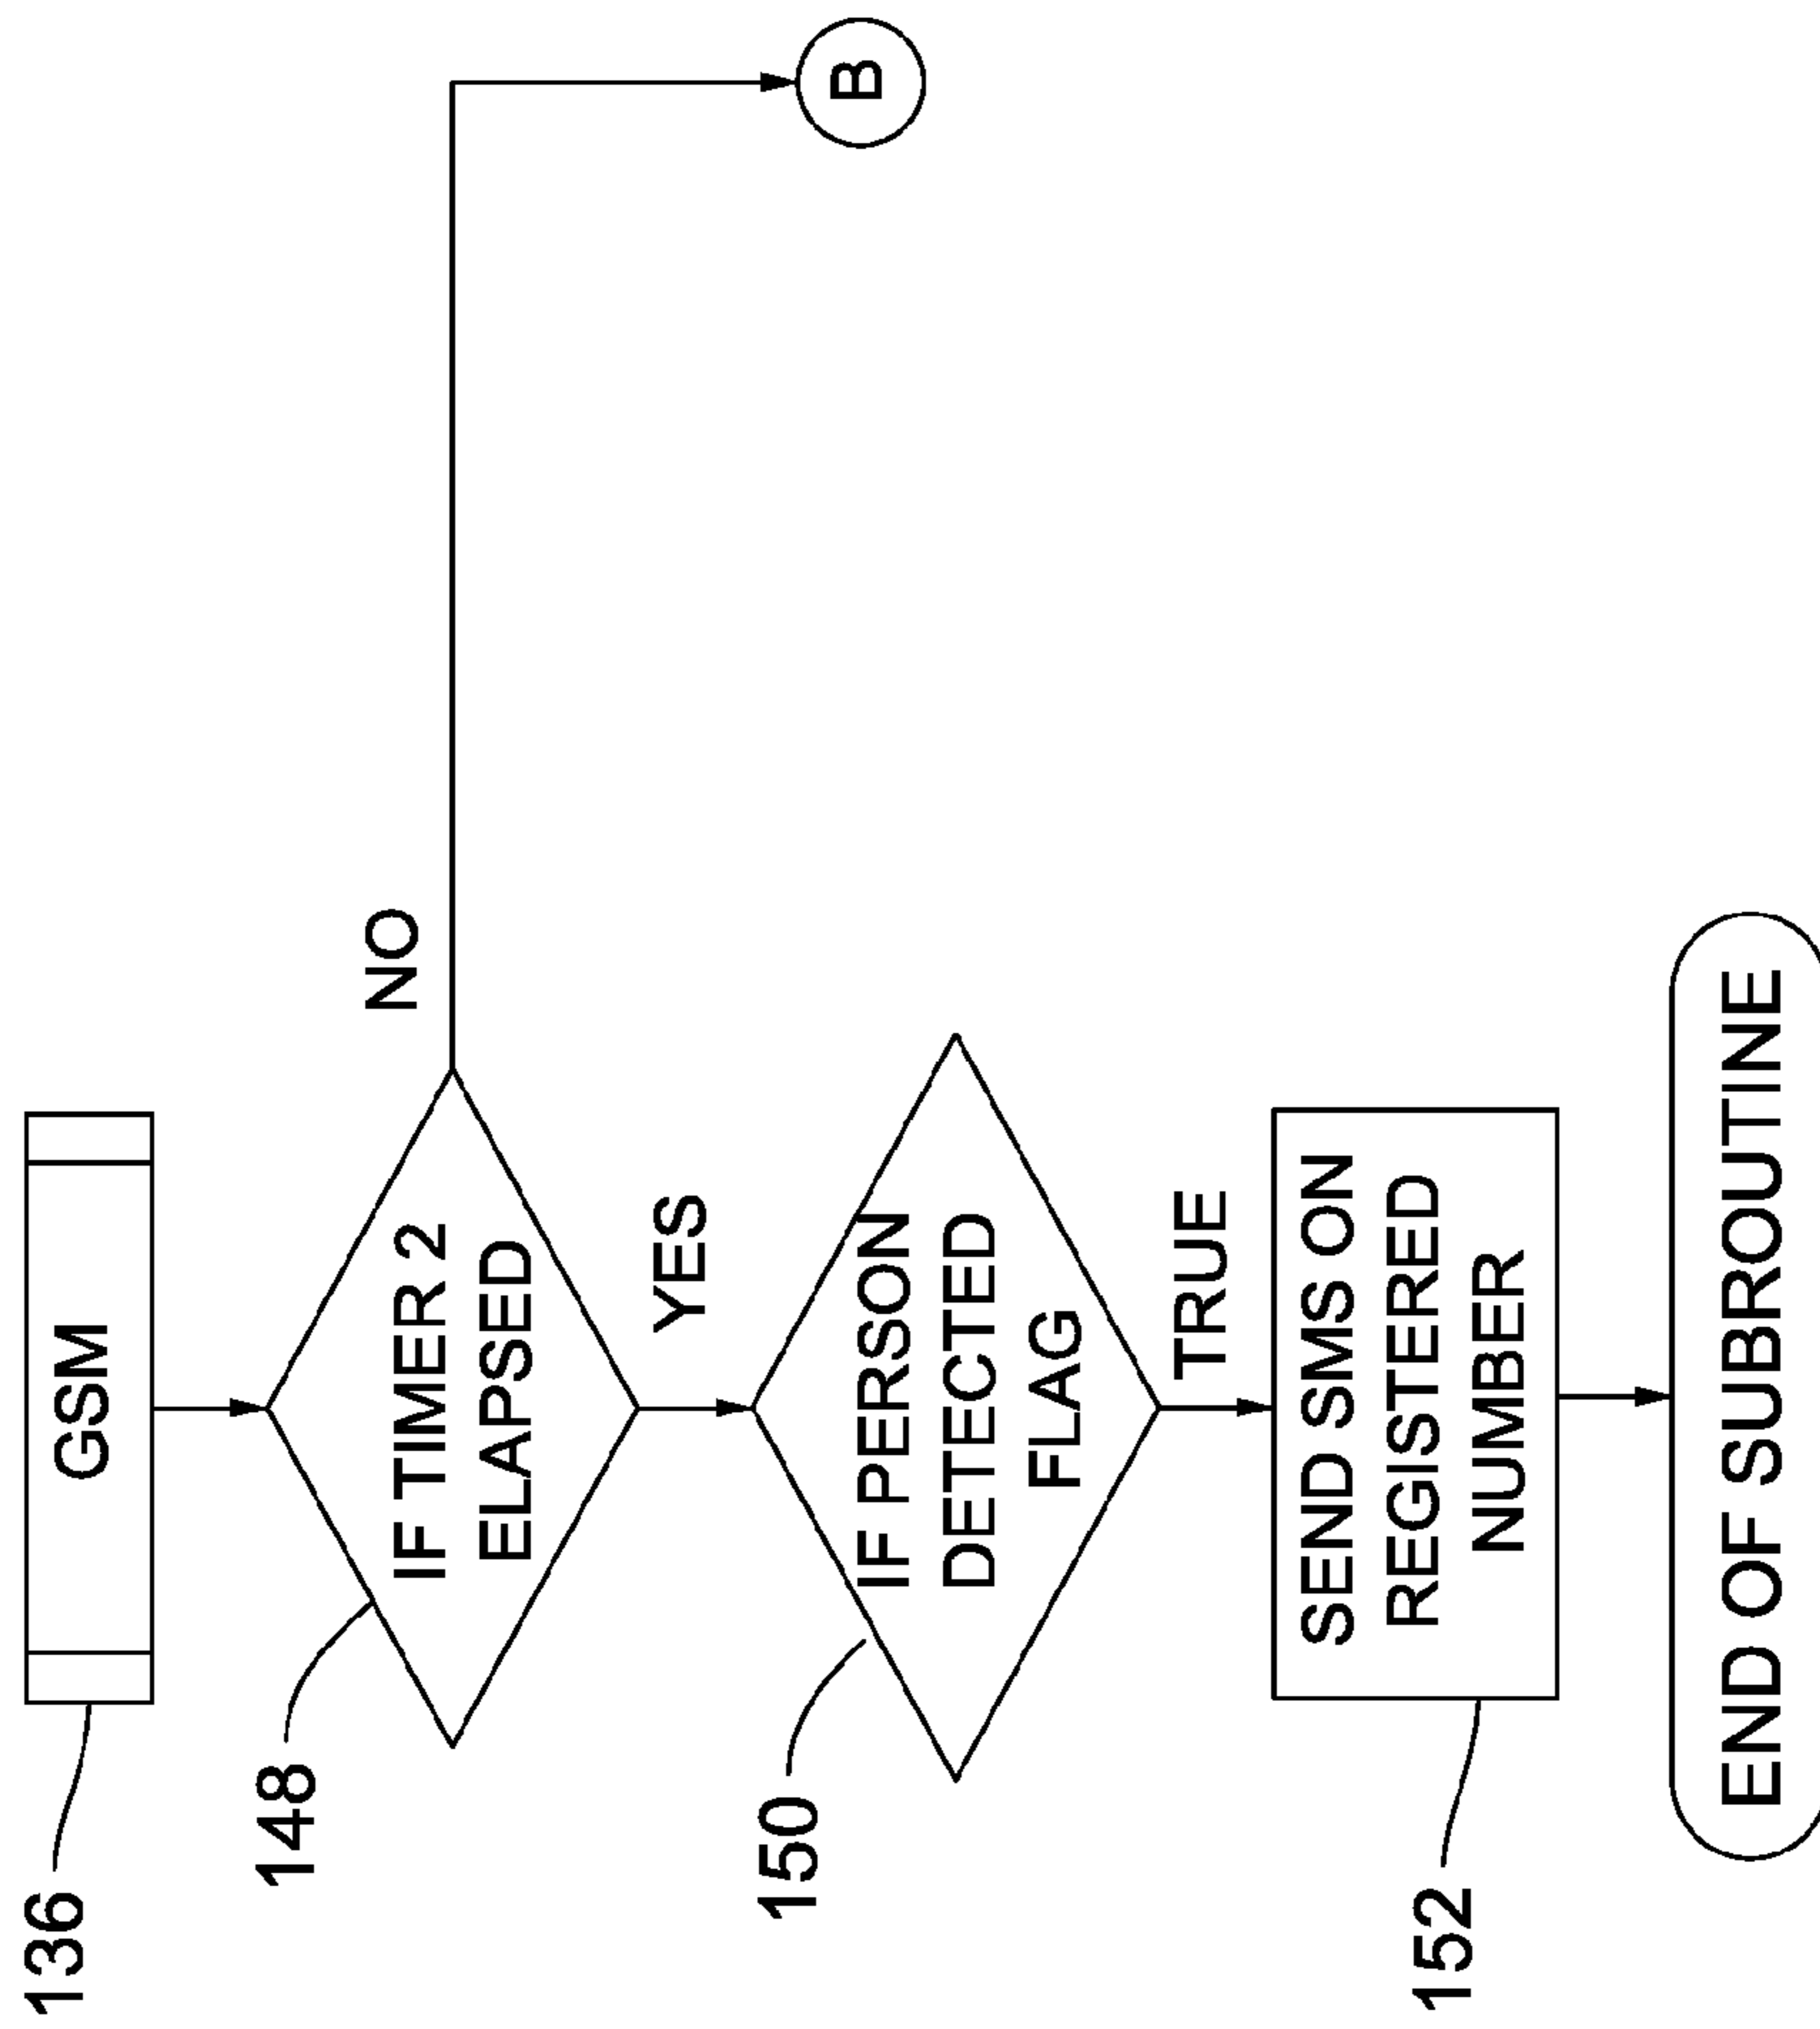 136
GSM
148
IF TIMER 2
ELAPSED
NO
B
YES
150
IF PERSON
DETECTED
FLAG
TRUE
152
SEND SMS ON
REGISTERED
NUMBER
END OF SUBROUTINE